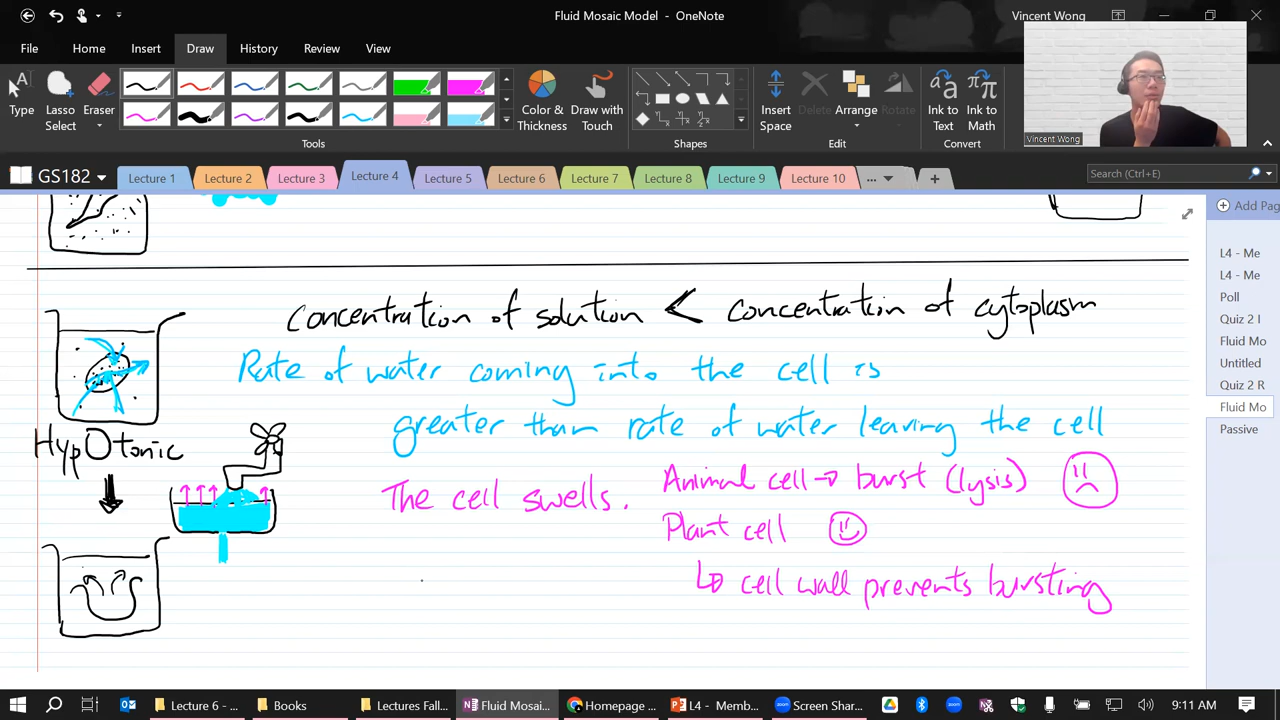 Fluid Mosaic Model - OneNote
Vincent Wong
File Home Insert Draw History Review View
Type
Lasso Select
Eraser
Color & Thickness
Draw with Touch
Insert Space
Delete
Arrange
Rotate
Ink to Text
Ink to Math
Vincent Wong
Tools
Shapes
Edit
Convert
GS182
Lecture 1
Lecture 2
Lecture 3
Lecture 4
Lecture 5
Lecture 6
Lecture 7
Lecture 8
Lecture 9
Lecture 10
...
Search (Ctrl+E)
Add Pag
L4 - Me
L4 - Me
Poll
Quiz 2 I
Fluid Mo
Untitled
Quiz 2 R
Fluid Mo
Passive
Concentration of solution < concentration of cytoplasm
Rate of water coming into the cell is
greater than rate of water leaving the cell
HypOtonic
The cell swells.
Animal cell → burst (lysis)
Plant cell
↳ cell wall prevents bursting
Lecture 6 -
Books
Lectures Fall...
Fluid Mosai...
Homepage ...
L4 - Memb...
Screen Shar...
9:11 AM